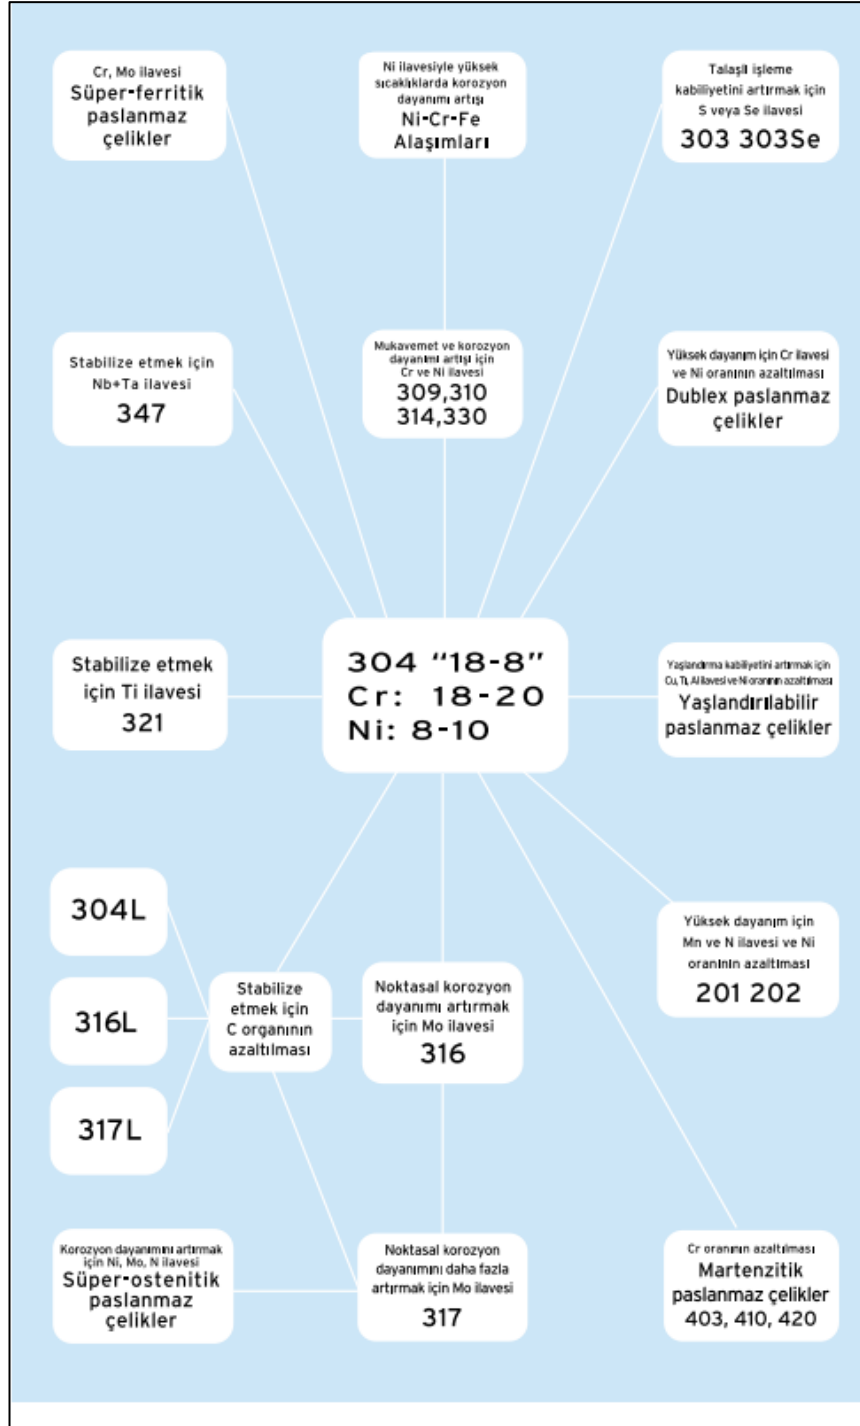 Cr, Mo ilavesi
Süper-ferritik
paslanmaz
çelikler
Ni ilavesiyle yüksek
sıcaklıklarda korozyon
dayanımı artışı
Ni-Cr-Fe
Alaşımları
Talaşlı işleme
kabiliyetini artırmak için
S veya Se ilavesi
303 303Se
Stabilize etmek için
Nb+Ta ilavesi
347
Mukavemet ve korozyon
dayanımı artışı için
Cr ve Ni ilavesi
309,310
314,330
Yüksek dayanım için Cr ilavesi
ve Ni oranının azaltılması
Dublex paslanmaz
çelikler
Stabilize etmek
için Ti ilavesi
321
304 “18-8”
Cr: 18-20
Ni: 8-10
Yaşlandırma kabiliyetini artırmak için
Cu, Ti, Al ilavesi ve Ni oranının azaltılması
Yaşlandırılabilir
paslanmaz çelikler
304L
316L
317L
Stabilize
etmek için
C organının
azaltılması
Noktasal korozyon
dayanımı artırmak
için Mo ilavesi
316
Yüksek dayanım için
Mn ve N ilavesi ve Ni
oranının azaltılması
201 202
Korozyon dayanımını artırmak
için Ni, Mo, N ilavesi
Süper-ostenitik
paslanmaz
çelikler
Noktasal korozyon
dayanımını daha fazla
artırmak için Mo ilavesi
317
Cr oranının azaltılması
Martenzitik
paslanmaz çelikler
403, 410, 420